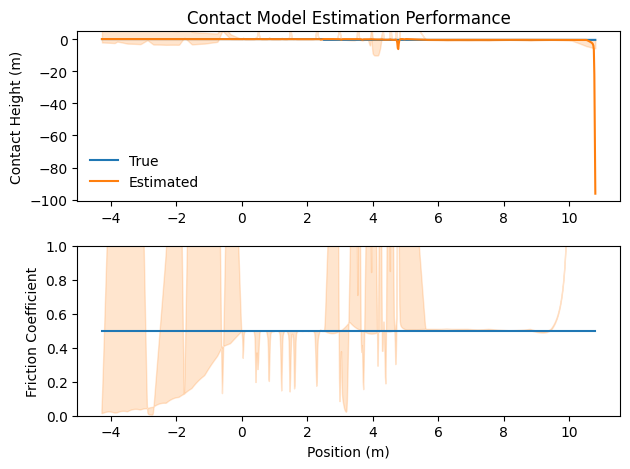 Contact Model Estimation Performance
Contact Height (m)
0
−20
−40
−60
−80
−100
True
Estimated
−4 −2 0 2 4 6 8 10
Friction Coefficient
1.0
0.8
0.6
0.4
0.2
0.0
−4 −2 0 2 4 6 8 10
Position (m)